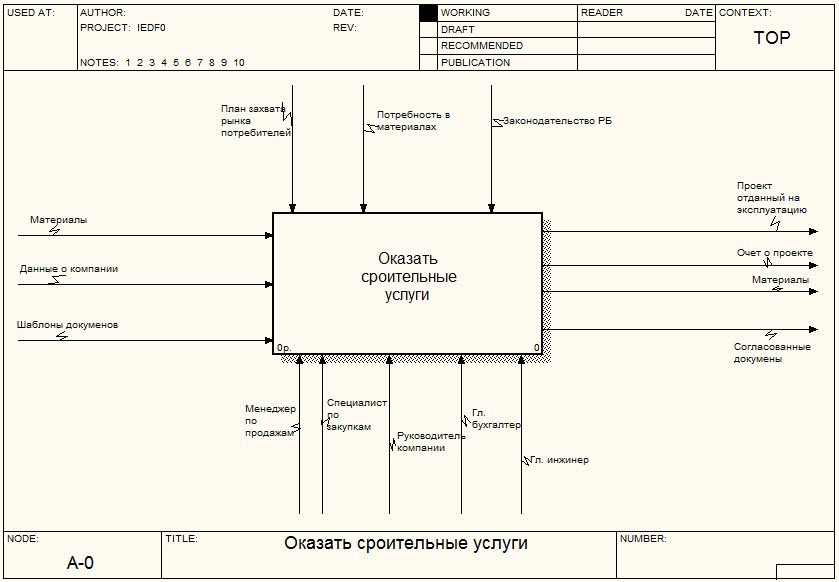 USED AT:
AUTHOR:
DATE:
PROJECT: IEDF0
REV:
NOTES: 1 2 3 4 5 6 7 8 9 10
WORKING
DRAFT
RECOMMENDED
PUBLICATION
READER
DATE
CONTEXT:
TOP
План захвата
рынка
потребителей
Потребность в
материалах
Законодательство РБ
Материалы
Данные о компании
Шаблоны докуменов
Оказать
сроительные
услуги
0р.
0
Проект
отданный на
эксплуатацию
Очет о проекте
Материалы
Согласованные
докумены
Менеджер
по
продажам
Специалист
по
закупкам
Руководитель
компании
Гл.
бухгалтер
Гл. инжинер
NODE:
A-0
TITLE:
Оказать сроительные услуги
NUMBER: